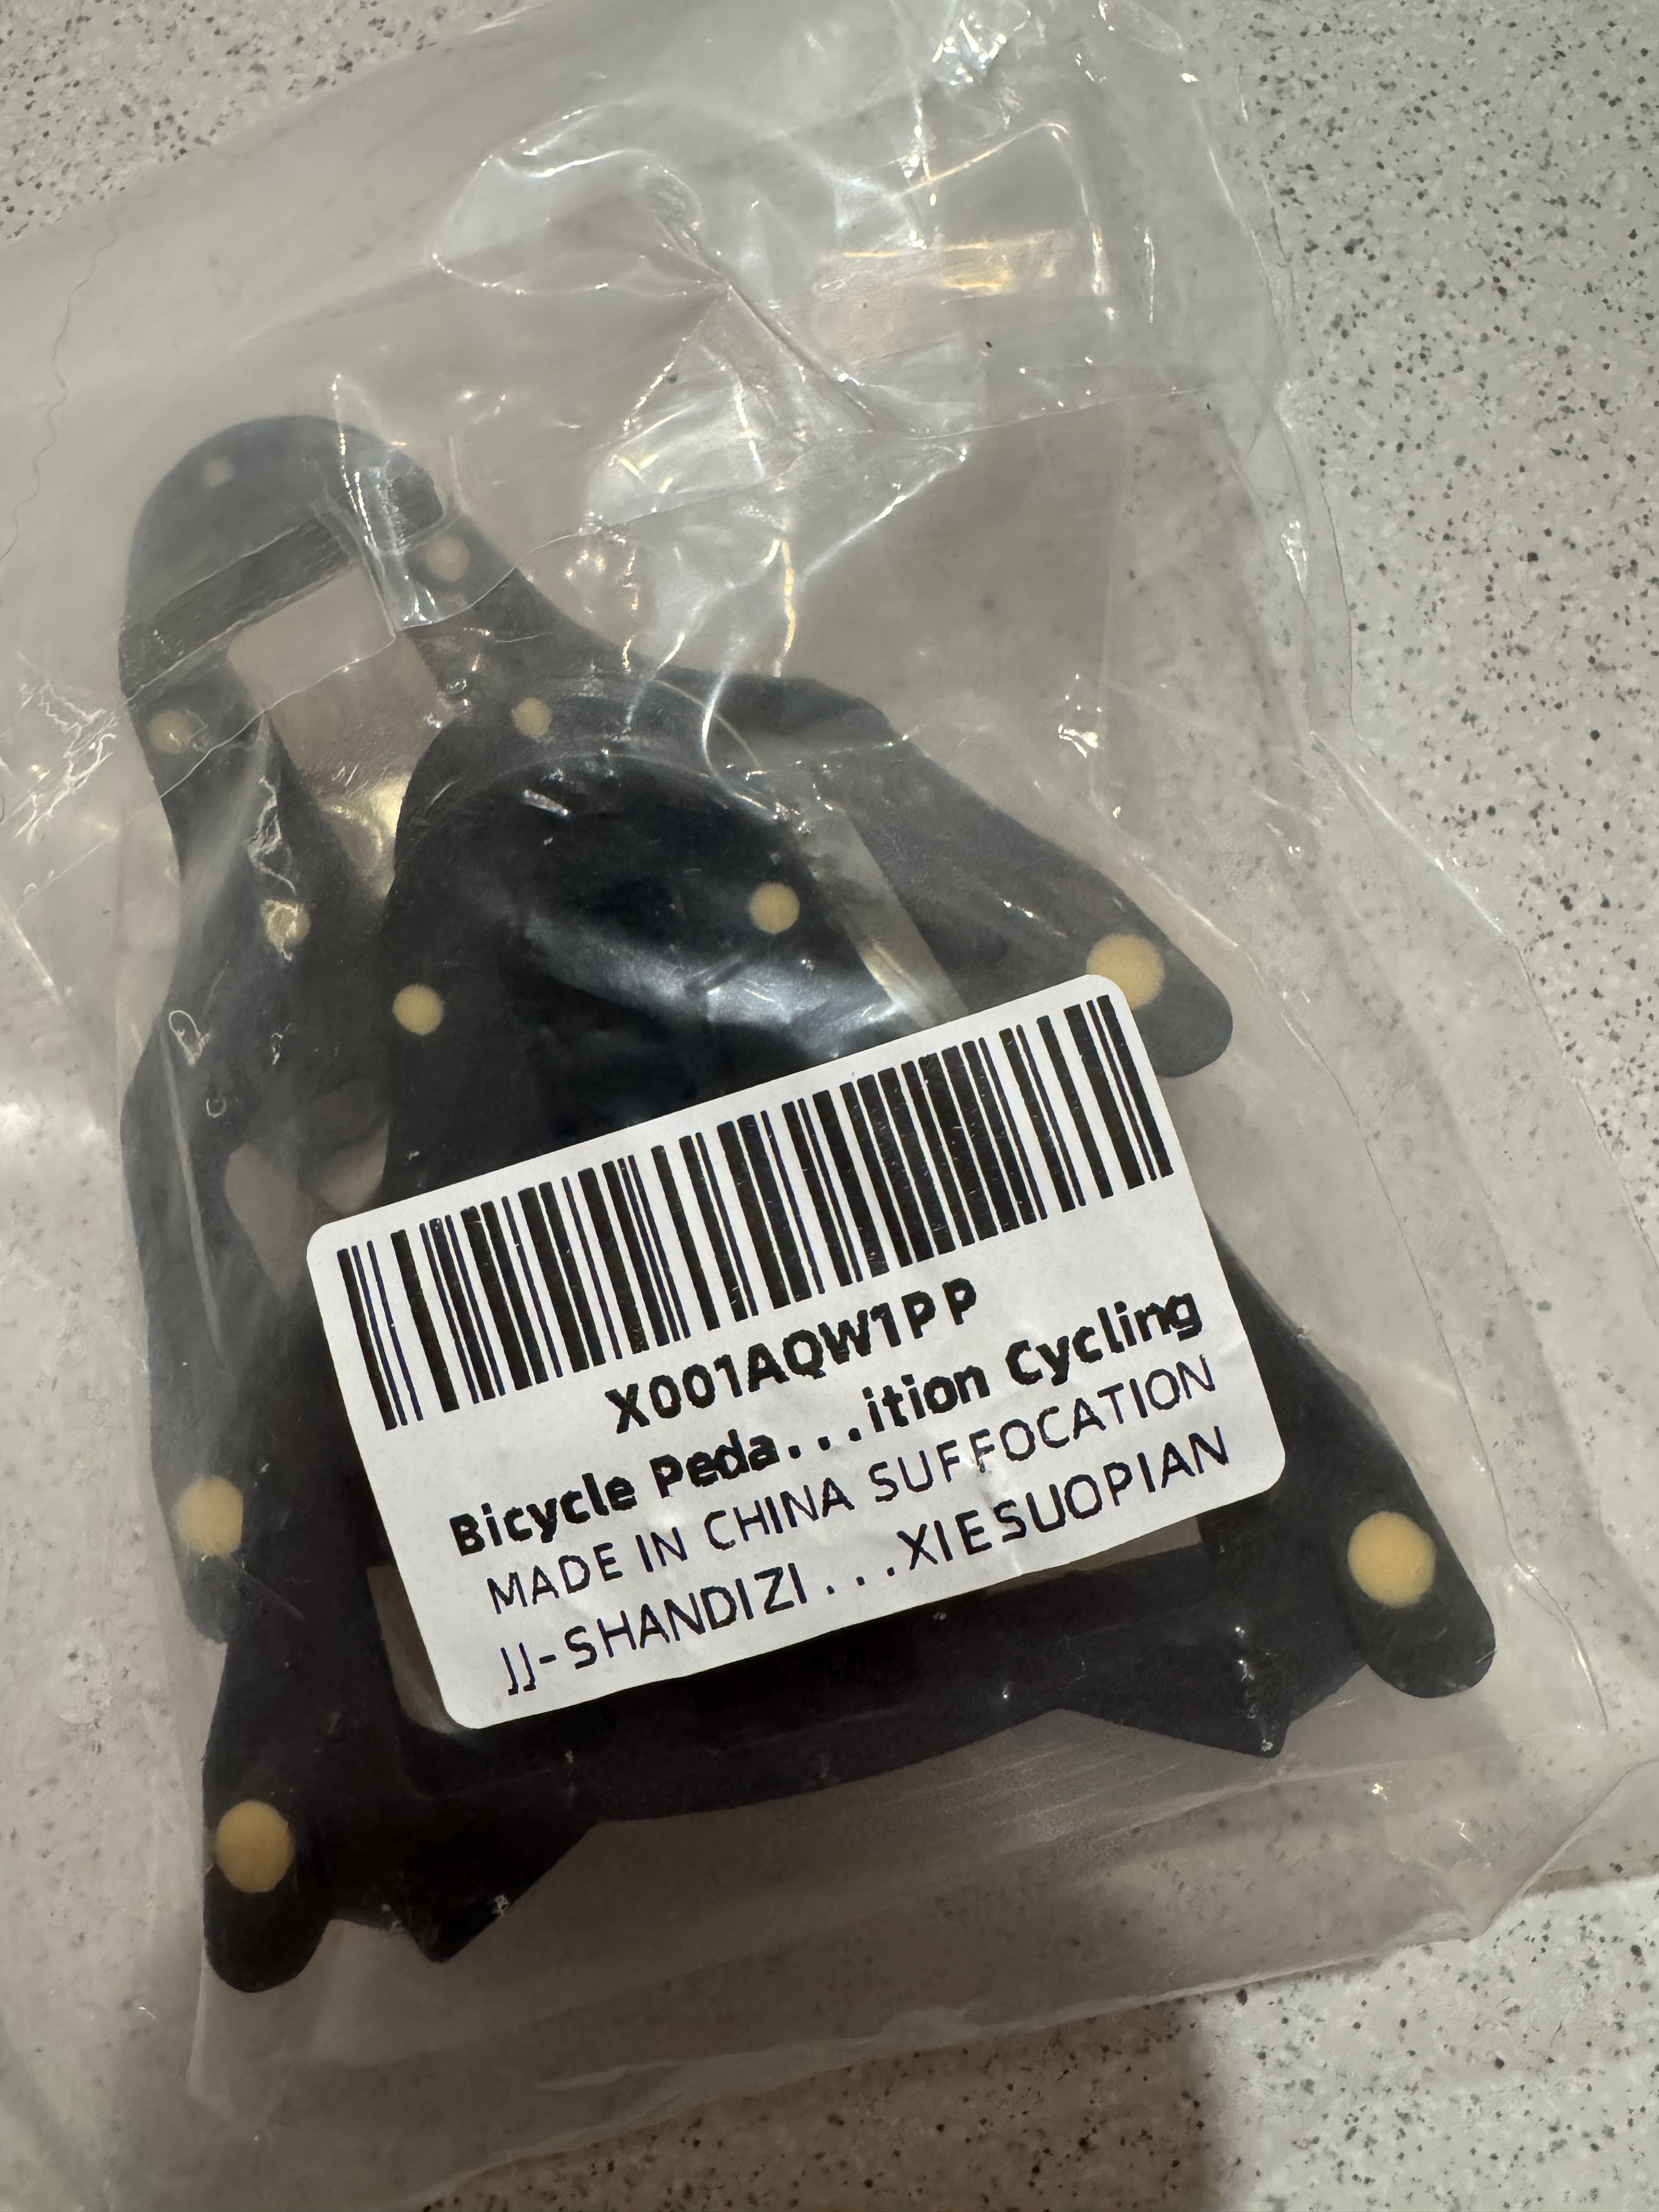 X001AQW1PP
Bicycle Peda...ition Cycling
MADE IN CHINA SUFFOCATION
JJ-SHANDIZI...XIESUOPIAN